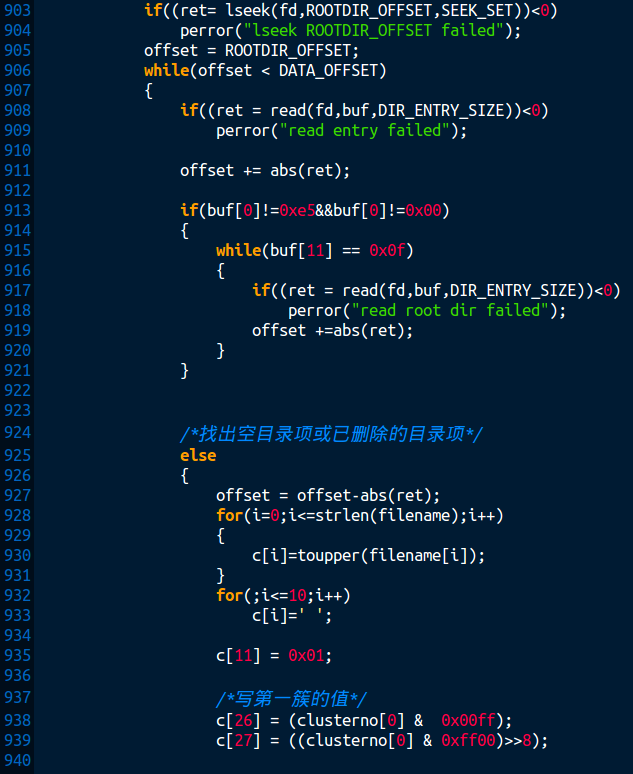 903 if((ret= lseek(fd,ROOTDIR_OFFSET,SEEK_SET))<0)
904 perror("lseek ROOTDIR_OFFSET failed");
905 offset = ROOTDIR_OFFSET;
906 while(offset < DATA_OFFSET)
907 {
908 if((ret = read(fd,buf,DIR_ENTRY_SIZE))<0)
909 perror("read entry failed");
910
911 offset += abs(ret);
912
913 if(buf[0]!=0xe5&&buf[0]!=0x00)
914 {
915 while(buf[11] == 0x0f)
916 {
917 if((ret = read(fd,buf,DIR_ENTRY_SIZE))<0)
918 perror("read root dir failed");
919 offset +=abs(ret);
920 }
921 }
922
923
924 /*找出空目录项或已删除的目录项*/
925 else
926 {
927 offset = offset-abs(ret);
928 for(i=0;i<=strlen(filename);i++)
929 {
930 c[i]=toupper(filename[i]);
931 }
932 for(;i<=10;i++)
933 c[i]=' ';
934
935 c[11] = 0x01;
936
937 /*写第一簇的值*/
938 c[26] = (clusterno[0] &  0x00ff);
939 c[27] = ((clusterno[0] & 0xff00)>>8);
940